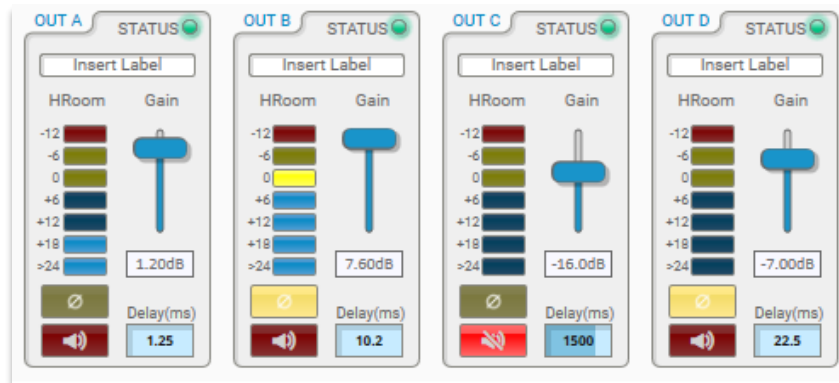 OUT A STATUS
Insert Label
HRoom Gain
-12
-6
0
+6
+12
+18
>24 1.20dB
Ø Delay(ms)
1.25
OUT B STATUS
Insert Label
HRoom Gain
-12
-6
0
+6
+12
+18
>24 7.60dB
Ø Delay(ms)
10.2
OUT C STATUS
Insert Label
HRoom Gain
-12
-6
0
+6
+12
+18
>24 -16.0dB
Ø Delay(ms)
1500
OUT D STATUS
Insert Label
HRoom Gain
-12
-6
0
+6
+12
+18
>24 -7.00dB
Ø Delay(ms)
22.5